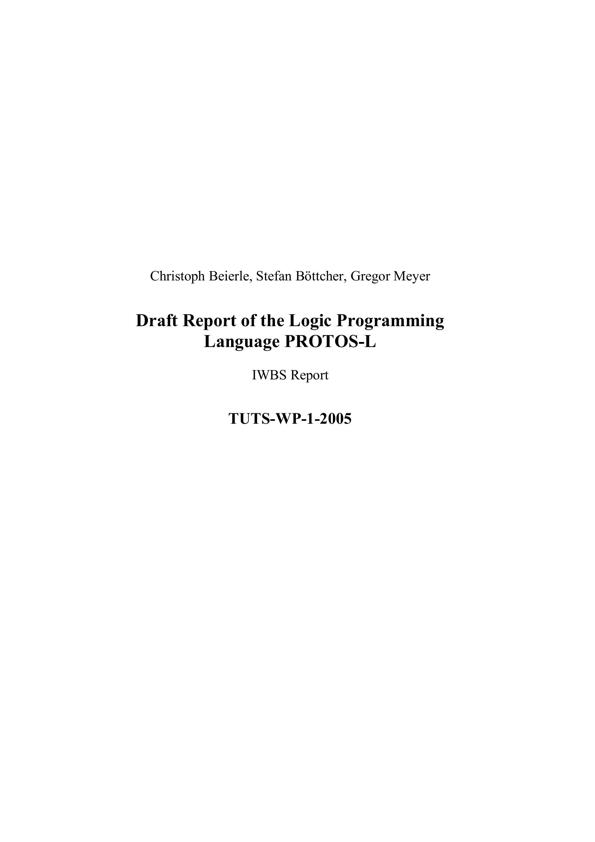 Christoph Beierle, Stefan Böttcher, Gregor Meyer
Draft Report of the Logic Programming
Language PROTOS-L
IWBS Report
TUTS-WP-1-2005